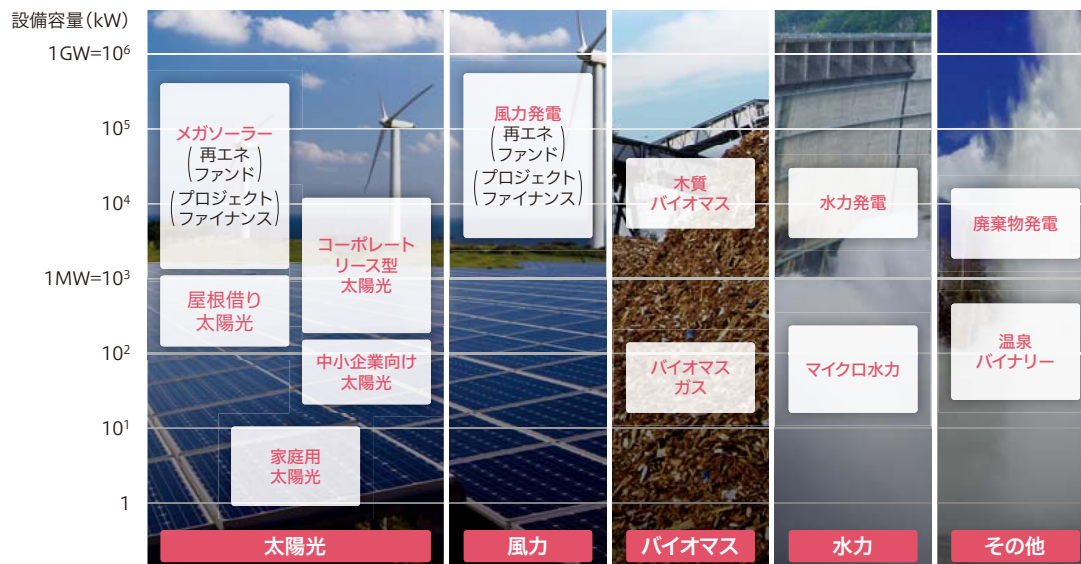 設備容量（kW）
1GW=10⁶
10⁵
10⁴
1MW=10³
10²
10¹
1
メガソーラー
（再エネ
ファンド）
（プロジェクト
ファイナンス）
屋根借り
太陽光
コーポレート
リース型
太陽光
中小企業向け
太陽光
家庭用
太陽光
太陽光
風力発電
（再エネ
ファンド）
（プロジェクト
ファイナンス）
風力
木質
バイオマス
バイオマス
ガス
バイオマス
水力発電
マイクロ水力
水力
廃棄物発電
温泉
バイナリー
その他